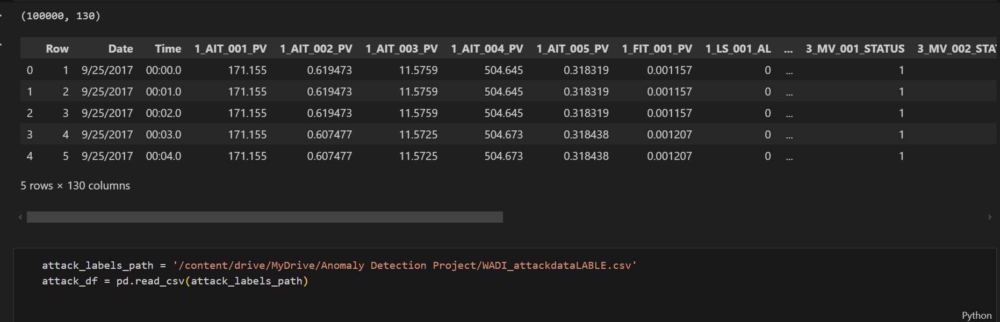 (100000, 130)
Row Date Time 1_AIT_001_PV 1_AIT_002_PV 1_AIT_003_PV 1_AIT_004_PV 1_AIT_005_PV 1_FIT_001_PV 1_LS_001_AL ... 3_MV_001_STATUS 3_MV_002_STAT
0 1 9/25/2017 00:00.0 171.155 0.619473 11.5759 504.645 0.318319 0.001157 0 ... 1
1 2 9/25/2017 00:01.0 171.155 0.619473 11.5759 504.645 0.318319 0.001157 0 ... 1
2 3 9/25/2017 00:02.0 171.155 0.619473 11.5759 504.645 0.318319 0.001157 0 ... 1
3 4 9/25/2017 00:03.0 171.155 0.607477 11.5725 504.673 0.318438 0.001207 0 ... 1
4 5 9/25/2017 00:04.0 171.155 0.607477 11.5725 504.673 0.318438 0.001207 0 ... 1
5 rows × 130 columns
attack_labels_path = '/content/drive/MyDrive/Anomaly Detection Project/WADI_attackdataLABLE.csv'
attack_df = pd.read_csv(attack_labels_path)
Python